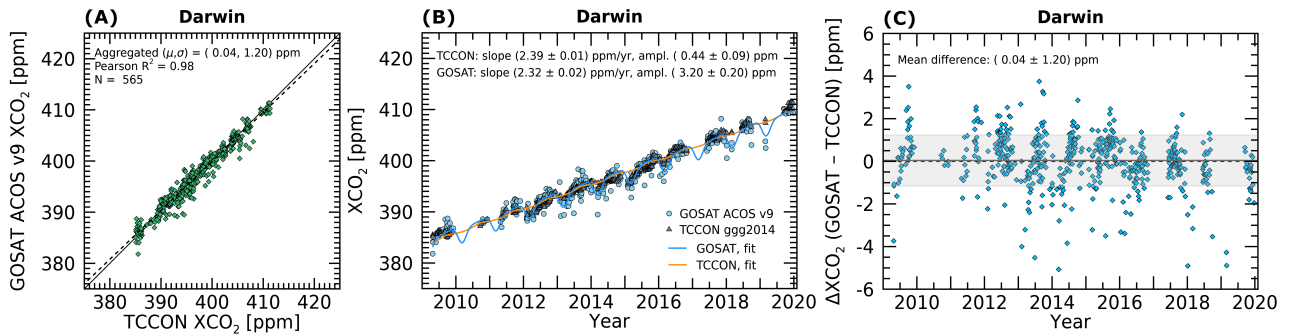 (A) Darwin
GOSAT ACOS v9 XCO2 [ppm]
Aggregated (μ,σ) = ( 0.04, 1.20) ppm
Pearson R² = 0.98
N = 565
420
410
400
390
380
380 390 400 410 420
TCCON XCO2 [ppm]
(B) Darwin
XCO2 [ppm]
TCCON: slope (2.39 ± 0.01) ppm/yr, ampl. ( 0.44 ± 0.09) ppm
GOSAT: slope (2.32 ± 0.02) ppm/yr, ampl. ( 3.20 ± 0.20) ppm
420
410
400
390
380
GOSAT ACOS v9
TCCON ggg2014
GOSAT, fit
TCCON, fit
2010 2012 2014 2016 2018 2020
Year
(C) Darwin
ΔXCO2 (GOSAT − TCCON) [ppm]
Mean difference: ( 0.04 ± 1.20) ppm
6
4
2
0
-2
-4
-6
2010 2012 2014 2016 2018 2020
Year